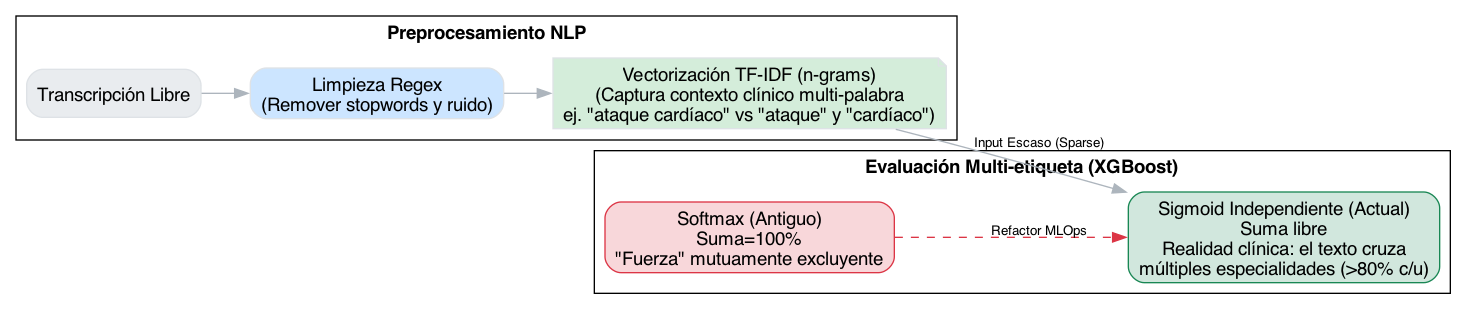 Preprocesamiento NLP
Transcripción Libre
Limpieza Regex
(Remover stopwords y ruido)
Vectorización TF-IDF (n-grams)
(Captura contexto clínico multi-palabra
ej. "ataque cardíaco" vs "ataque" y "cardíaco")
Input Escaso (Sparse)
Evaluación Multi-etiqueta (XGBoost)
Softmax (Antiguo)
Suma=100%
"Fuerza" mutuamente excluyente
Refactor MLOps
Sigmoid Independiente (Actual)
Suma libre
Realidad clínica: el texto cruza
múltiples especialidades (>80% c/u)